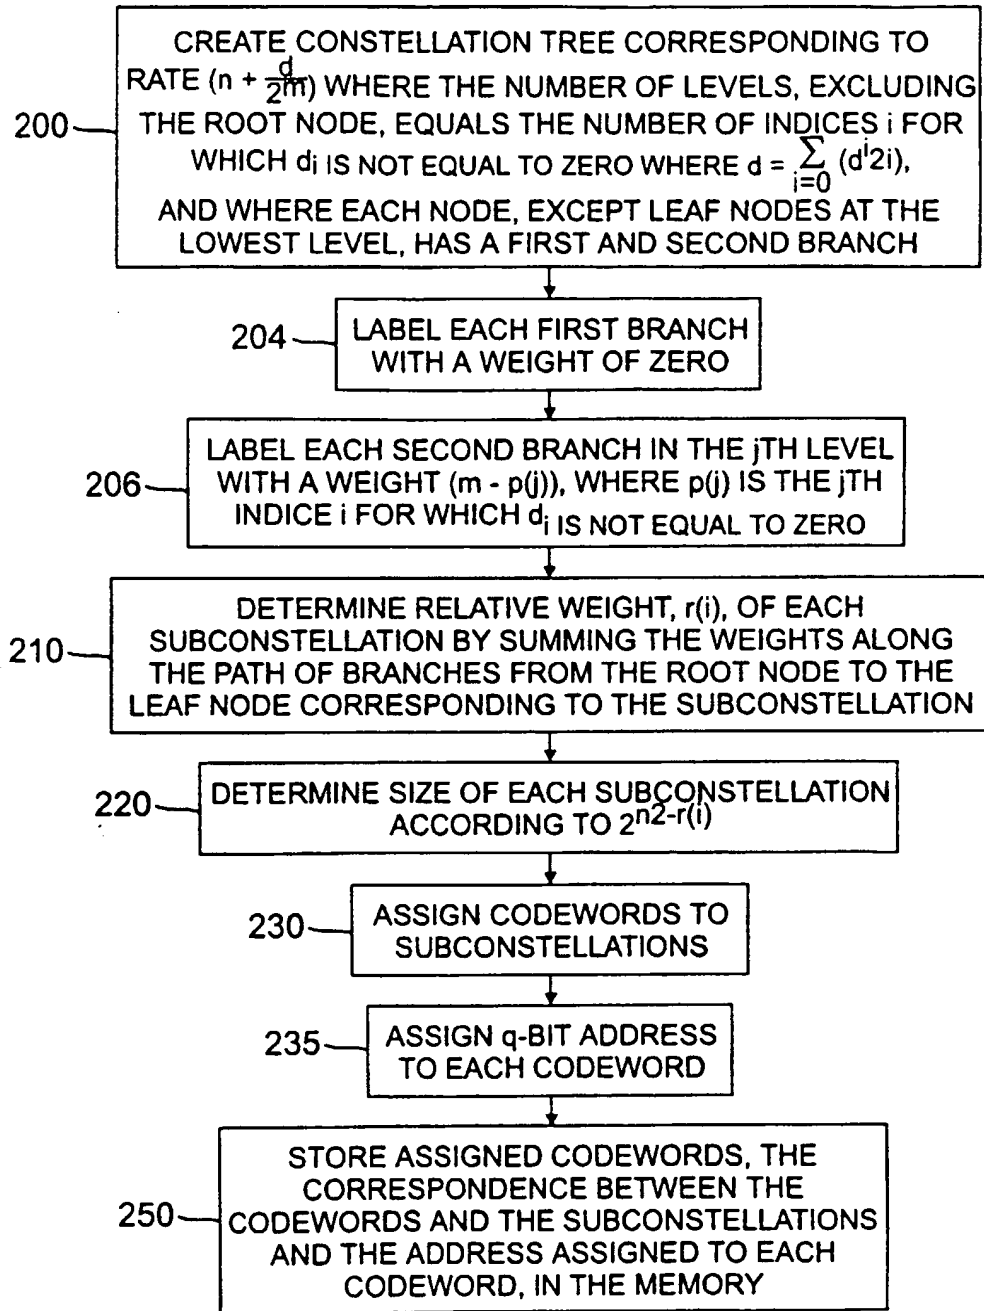 CREATE CONSTELLATION TREE CORRESPONDING TO
RATE (n + d/2m) WHERE THE NUMBER OF LEVELS, EXCLUDING
200
THE ROOT NODE, EQUALS THE NUMBER OF INDICES i FOR
WHICH di IS NOT EQUAL TO ZERO WHERE d = Σ (d^i2i),
i=0
AND WHERE EACH NODE, EXCEPT LEAF NODES AT THE
LOWEST LEVEL, HAS A FIRST AND SECOND BRANCH
204
LABEL EACH FIRST BRANCH
WITH A WEIGHT OF ZERO
206
LABEL EACH SECOND BRANCH IN THE jTH LEVEL
WITH A WEIGHT (m - p(j)), WHERE p(j) IS THE jTH
INDICE i FOR WHICH di IS NOT EQUAL TO ZERO
210
DETERMINE RELATIVE WEIGHT, r(i), OF EACH
SUBCONSTELLATION BY SUMMING THE WEIGHTS ALONG
THE PATH OF BRANCHES FROM THE ROOT NODE TO THE
LEAF NODE CORRESPONDING TO THE SUBCONSTELLATION
220
DETERMINE SIZE OF EACH SUBCONSTELLATION
ACCORDING TO 2^n2-r(i)
230
ASSIGN CODEWORDS TO
SUBCONSTELLATIONS
235
ASSIGN q-BIT ADDRESS
TO EACH CODEWORD
250
STORE ASSIGNED CODEWORDS, THE
CORRESPONDENCE BETWEEN THE
CODEWORDS AND THE SUBCONSTELLATIONS
AND THE ADDRESS ASSIGNED TO EACH
CODEWORD, IN THE MEMORY